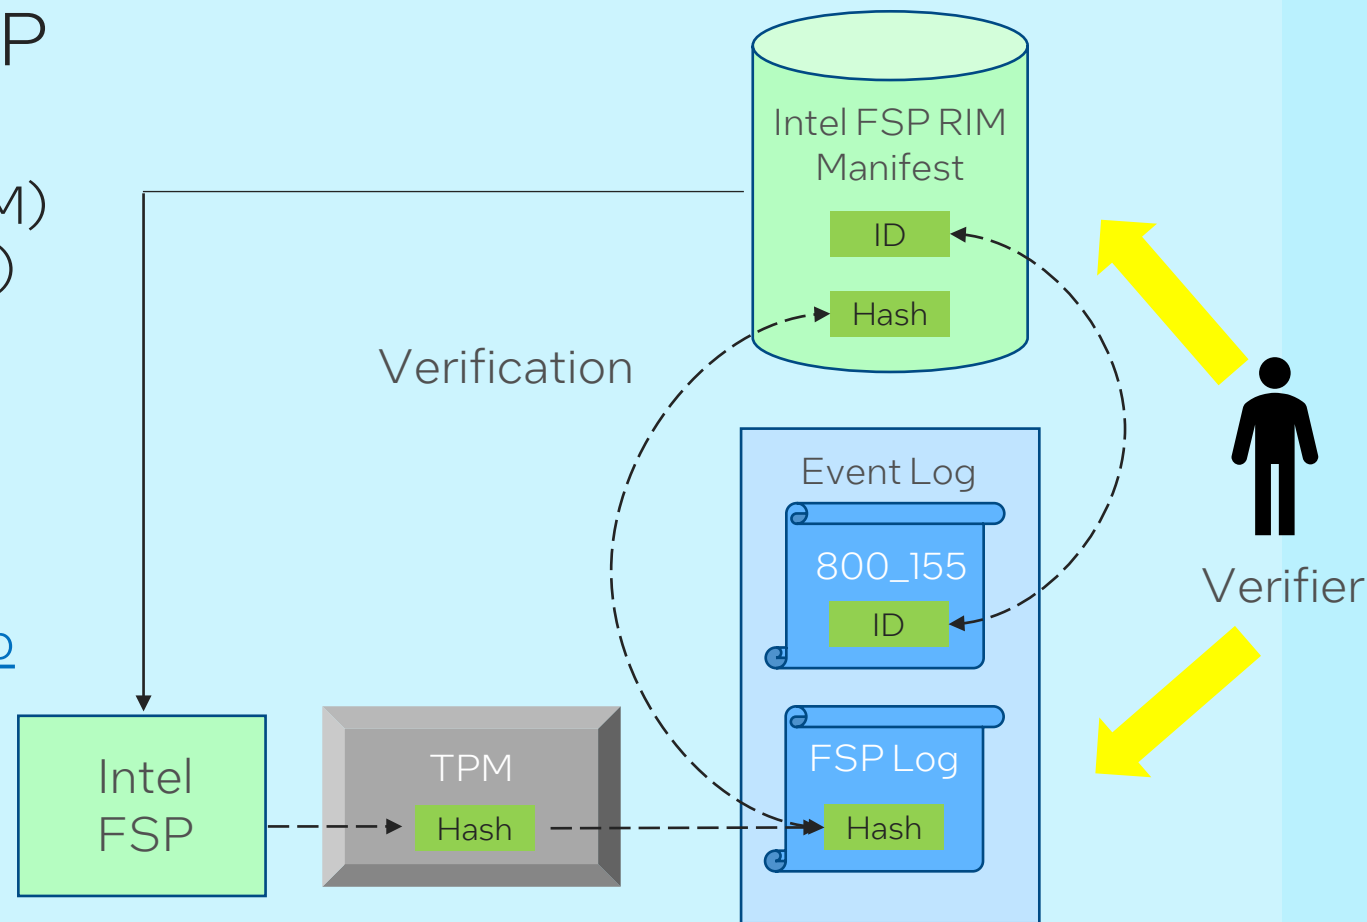 P
M)
)
Intel FSP RIM
Manifest
ID
Hash
Verification
Event Log
800_155
ID
Verifier
FSP Log
Hash
TPM
Hash
Intel
FSP